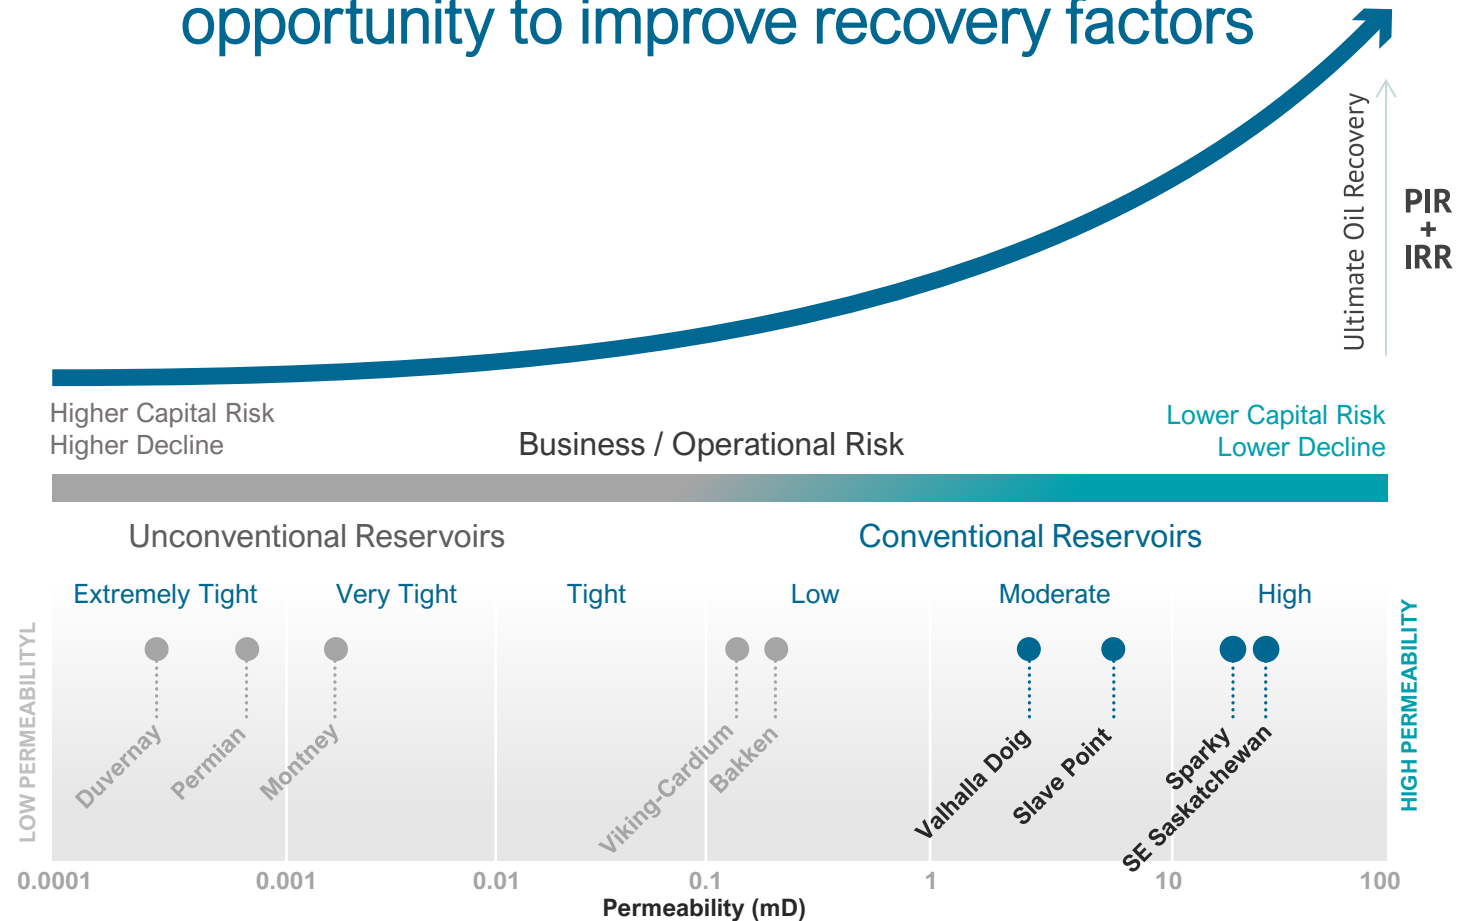 opportunity to improve recovery factors
Ultimate Oil Recovery
PIR
+
IRR
Higher Capital Risk
Higher Decline
Business / Operational Risk
Lower Capital Risk
Lower Decline
Unconventional Reservoirs
Conventional Reservoirs
Extremely Tight
Very Tight
Tight
Low
Moderate
High
LOW PERMEABILITYL
HIGH PERMEABILITY
Duvernay
Permian
Montney
Viking-Cardium
Bakken
Valhalla Doig
Slave Point
Sparky
SE Saskatchewan
0.0001
0.001
0.01
0.1
1
10
100
Permeability (mD)